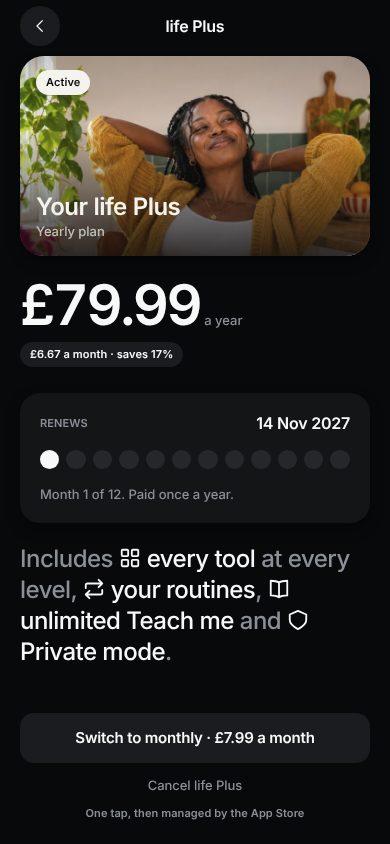 life Plus
Active
Your life Plus
Yearly plan
£79.99 a year
£6.67 a month · saves 17%
RENEWS 14 Nov 2027
Month 1 of 12. Paid once a year.
Includes every tool at every
level, your routines,
unlimited Teach me and
Private mode.
Switch to monthly · £7.99 a month
Cancel life Plus
One tap, then managed by the App Store